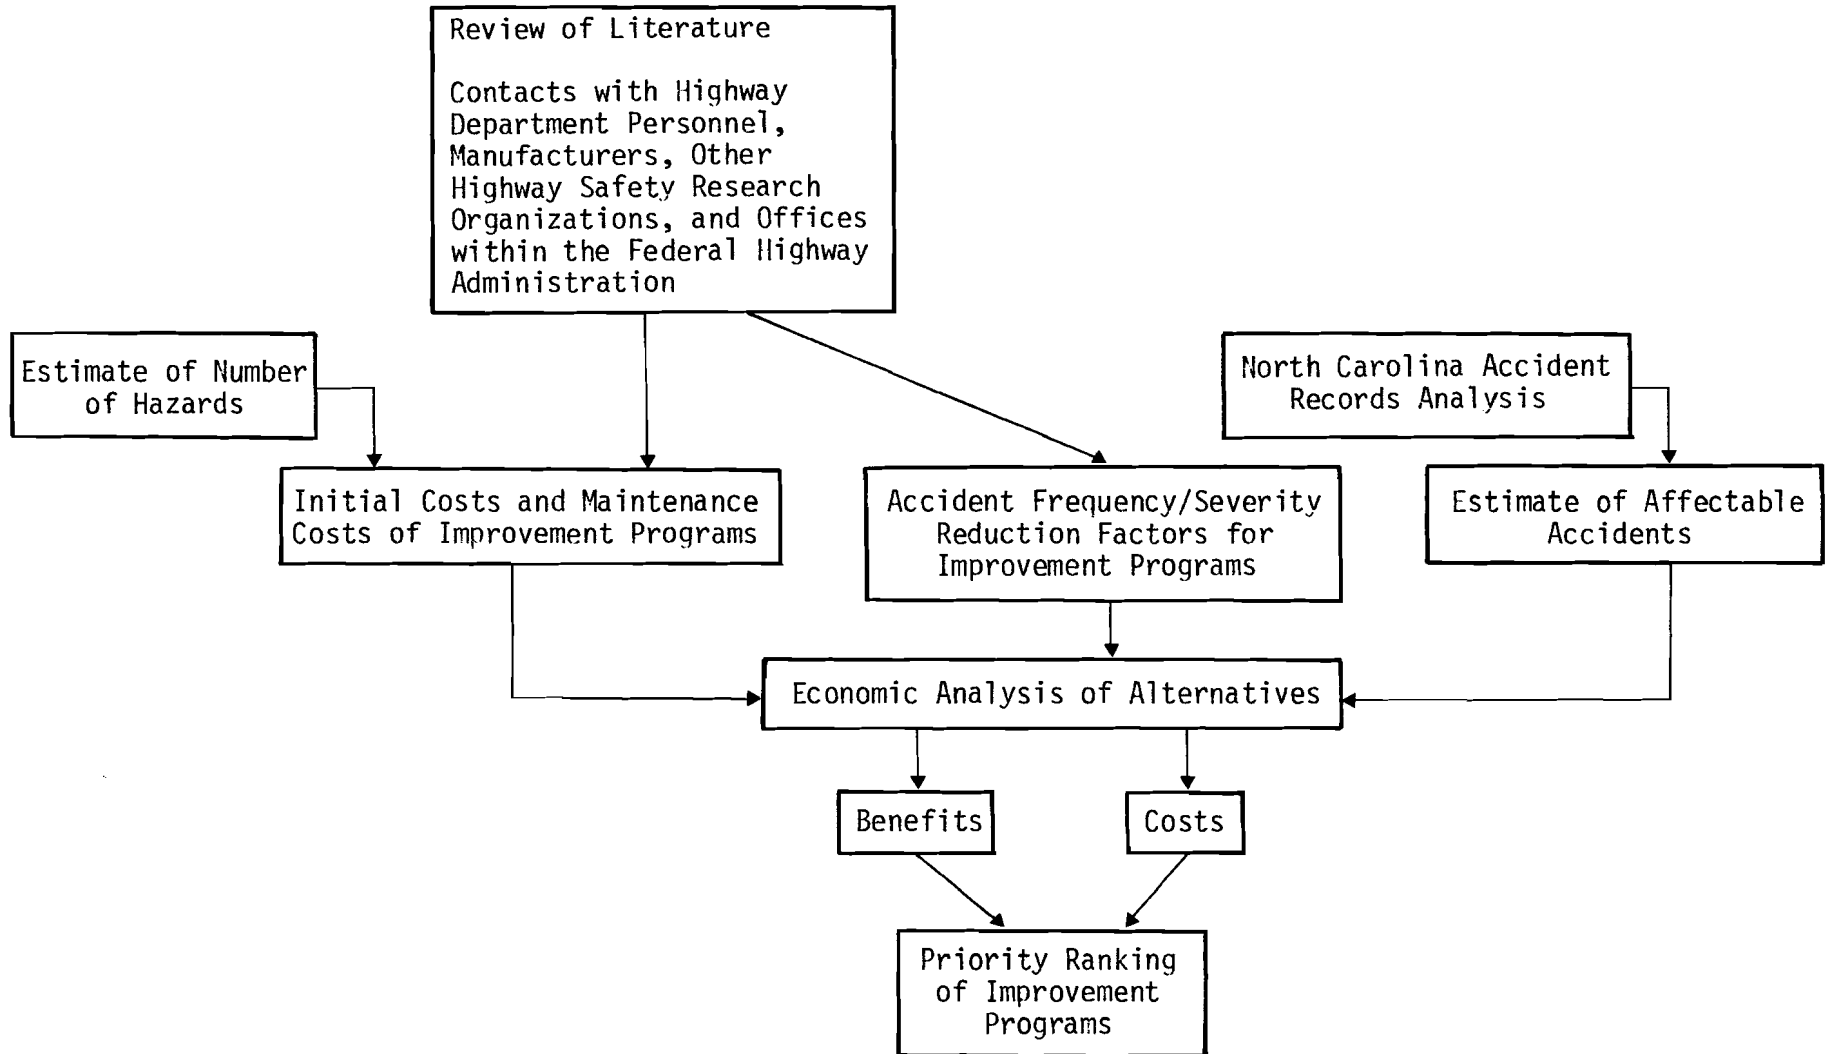 Review of Literature
Contacts with Highway
Department Personnel,
Manufacturers, Other
Highway Safety Research
Organizations, and Offices
within the Federal Highway
Administration
Estimate of Number
of Hazards
North Carolina Accident
Records Analysis
Initial Costs and Maintenance
Costs of Improvement Programs
Accident Frequency/Severity
Reduction Factors for
Improvement Programs
Estimate of Affectable
Accidents
Economic Analysis of Alternatives
Benefits
Costs
Priority Ranking
of Improvement
Programs